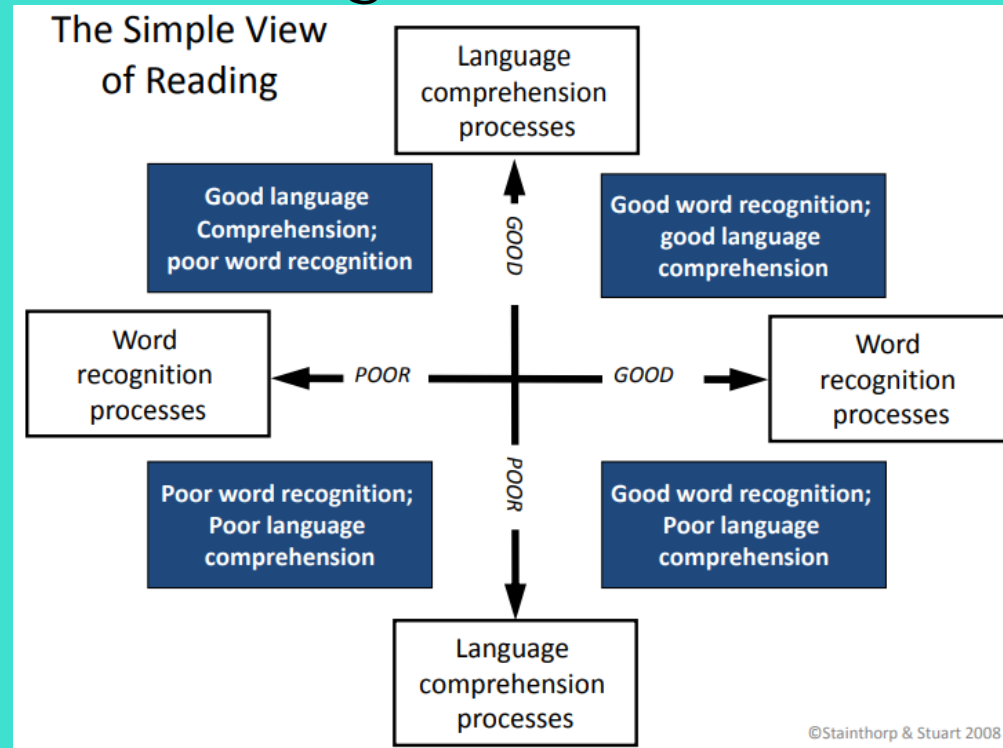 The Simple View
of Reading
Language
comprehension
processes
Good language
Comprehension;
poor word recognition
GOOD
Good word recognition;
good language
comprehension
Word
recognition
processes
POOR
GOOD
Word
recognition
processes
Poor word recognition;
Poor language
comprehension
POOR
Good word recognition;
Poor language
comprehension
Language
comprehension
processes
©Stainthorp & Stuart 2008